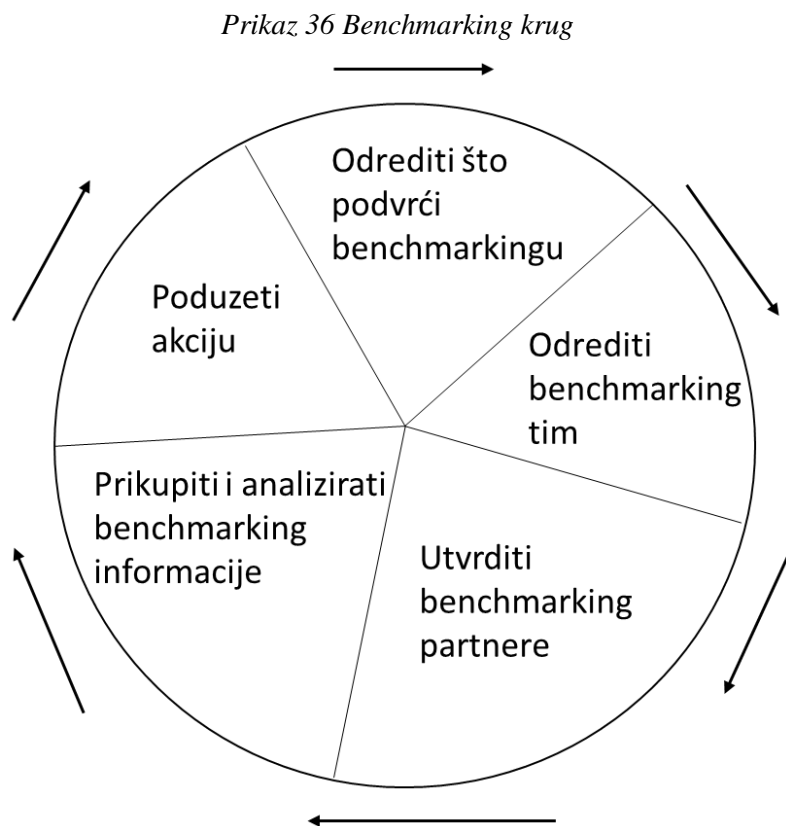 Prikaz 36 Benchmarking krug
Odrediti što
podvrći
benchmarkingu
Odrediti
benchmarking
tim
Utvrditi
benchmarking
partnere
Prikupiti i analizirati
benchmarking
informacije
Poduzeti
akciju